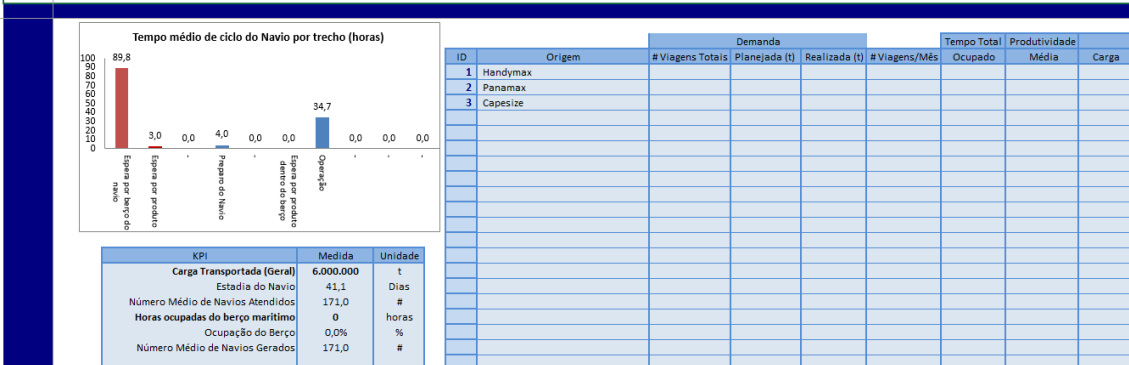 Tempo médio de ciclo do Navio por trecho (horas)
100
90
80
70
60
50
40
30
20
10
0
89,8
3,0
0,0
4,0
0,0
0,0
34,7
0,0
0,0
0,0
Espera por berço do navio
Espera por produto
-
Preparo do Navio
-
Espera por produto dentro do berço
Operação
-
-
-
KPI Medida Unidade
Carga Transportada (Geral) 6.000.000 t
Estadia do Navio 41,1 Dias
Número Médio de Navios Atendidos 171,0 #
Horas ocupadas do berço maritimo 0 horas
Ocupação do Berço 0,0% %
Número Médio de Navios Gerados 171,0 #
Demanda Tempo Total Produtividade
ID Origem # Viagens Totais Planejada (t) Realizada (t) # Viagens/Mês Ocupado Média Carga
1 Handymax
2 Panamax
3 Capesize